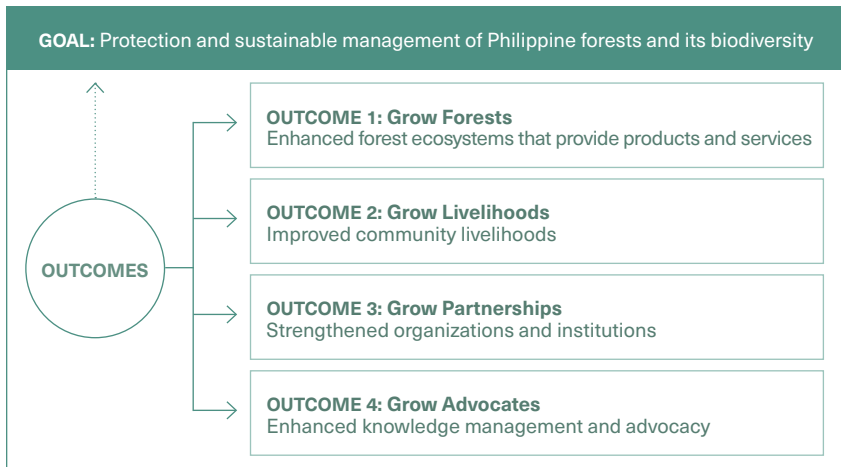 GOAL: Protection and sustainable management of Philippine forests and its biodiversity
OUTCOMES
OUTCOME 1: Grow Forests
Enhanced forest ecosystems that provide products and services
OUTCOME 2: Grow Livelihoods
Improved community livelihoods
OUTCOME 3: Grow Partnerships
Strengthened organizations and institutions
OUTCOME 4: Grow Advocates
Enhanced knowledge management and advocacy